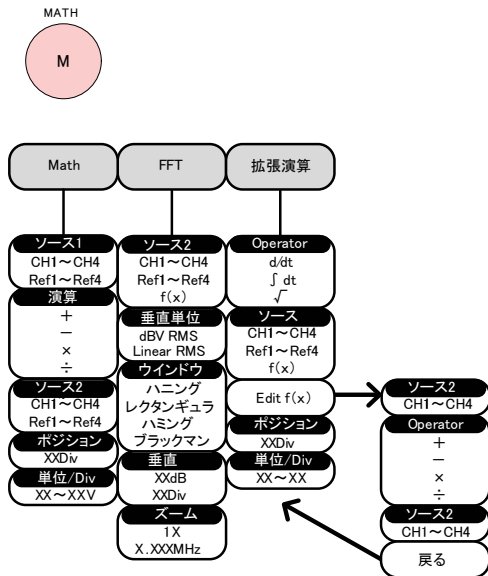 MATH
M
Math
FFT
拡張演算
ソース1
CH1～CH4
Ref1～Ref4
演算
＋
－
×
÷
ソース2
CH1～CH4
Ref1～Ref4
ポジション
XXDiv
単位/Div
XX～XXV
ソース2
CH1～CH4
Ref1～Ref4
f(x)
垂直単位
dBV RMS
Linear RMS
ウインドウ
ハニング
レクタンギュラ
ハミング
ブラックマン
垂直
XXdB
XXDiv
ズーム
1X
X.XXXMHz
Operator
d/dt
∫ dt
√
ソース
CH1～CH4
Ref1～Ref4
f(x)
Edit f(x)
ポジション
XXDiv
単位/Div
XX～XX
ソース2
CH1～CH4
Operator
＋
－
×
÷
ソース2
CH1～CH4
戻る